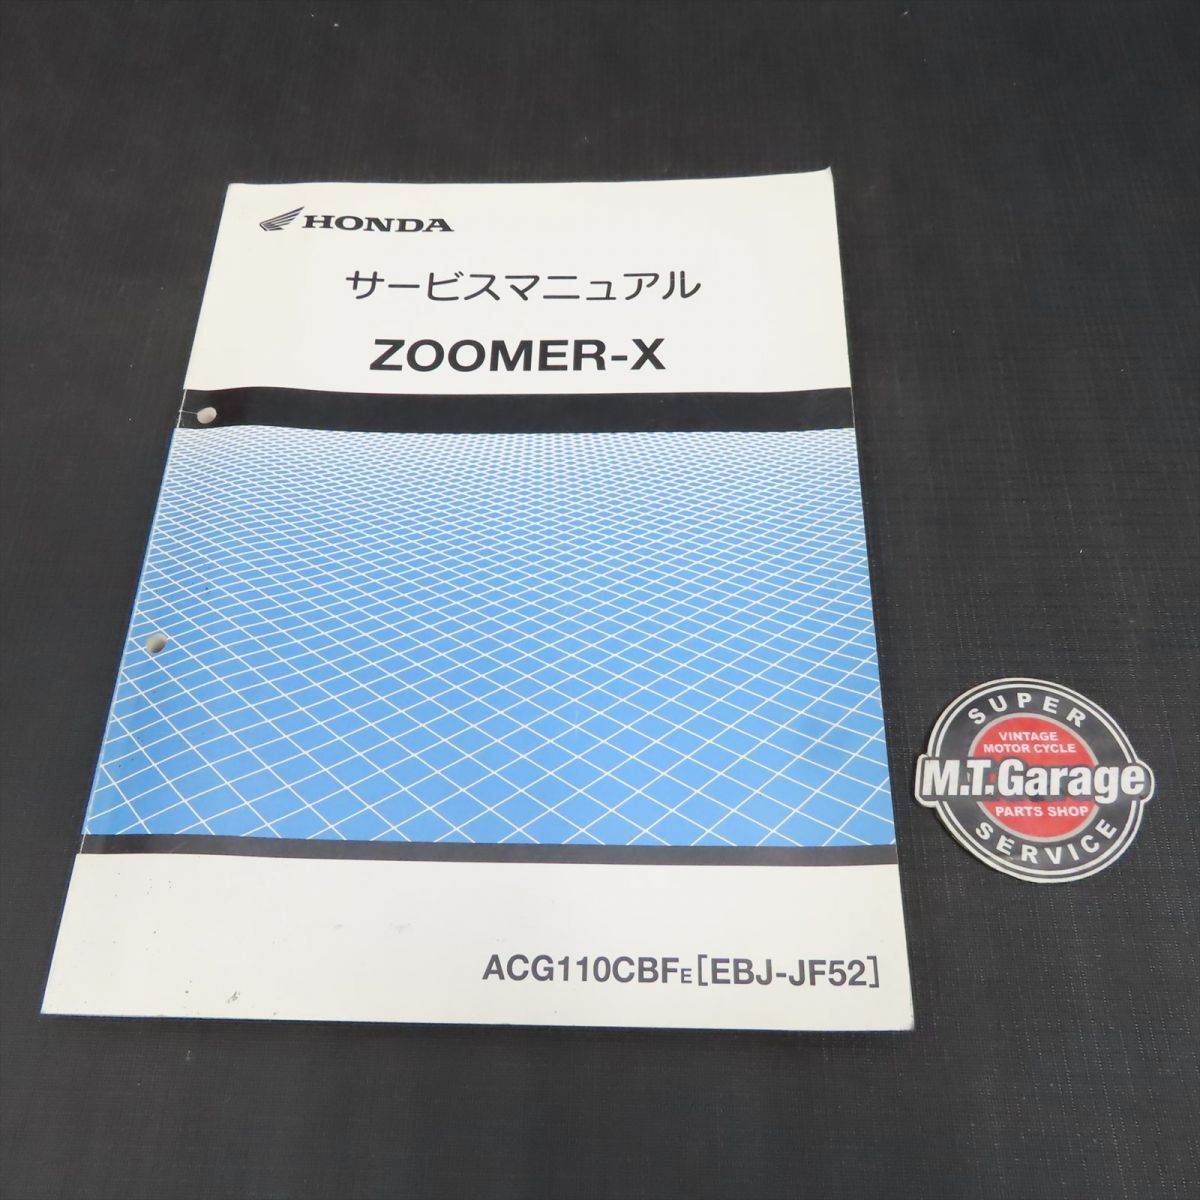 HONDA
サービスマニュアル
ZOOMER-X
ACG110CBFE[EBJ-JF52]
SUPER
VINTAGE
MOTOR CYCLE
M.T.Garage
PARTS SHOP
SERVICE